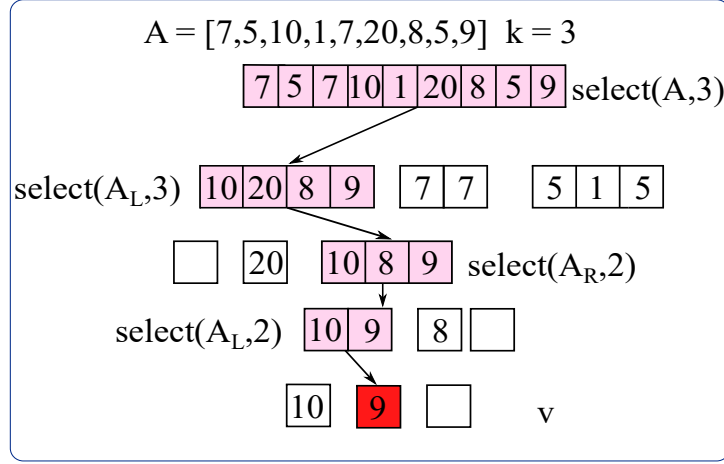 A = [7,5,10,1,7,20,8,5,9] k = 3
7 5 7 10 1 20 8 5 9 select(A,3)
select(A_L,3) 10 20 8 9 7 7 5 1 5
20 10 8 9 select(A_R,2)
select(A_L,2) 10 9 8
10 9 v